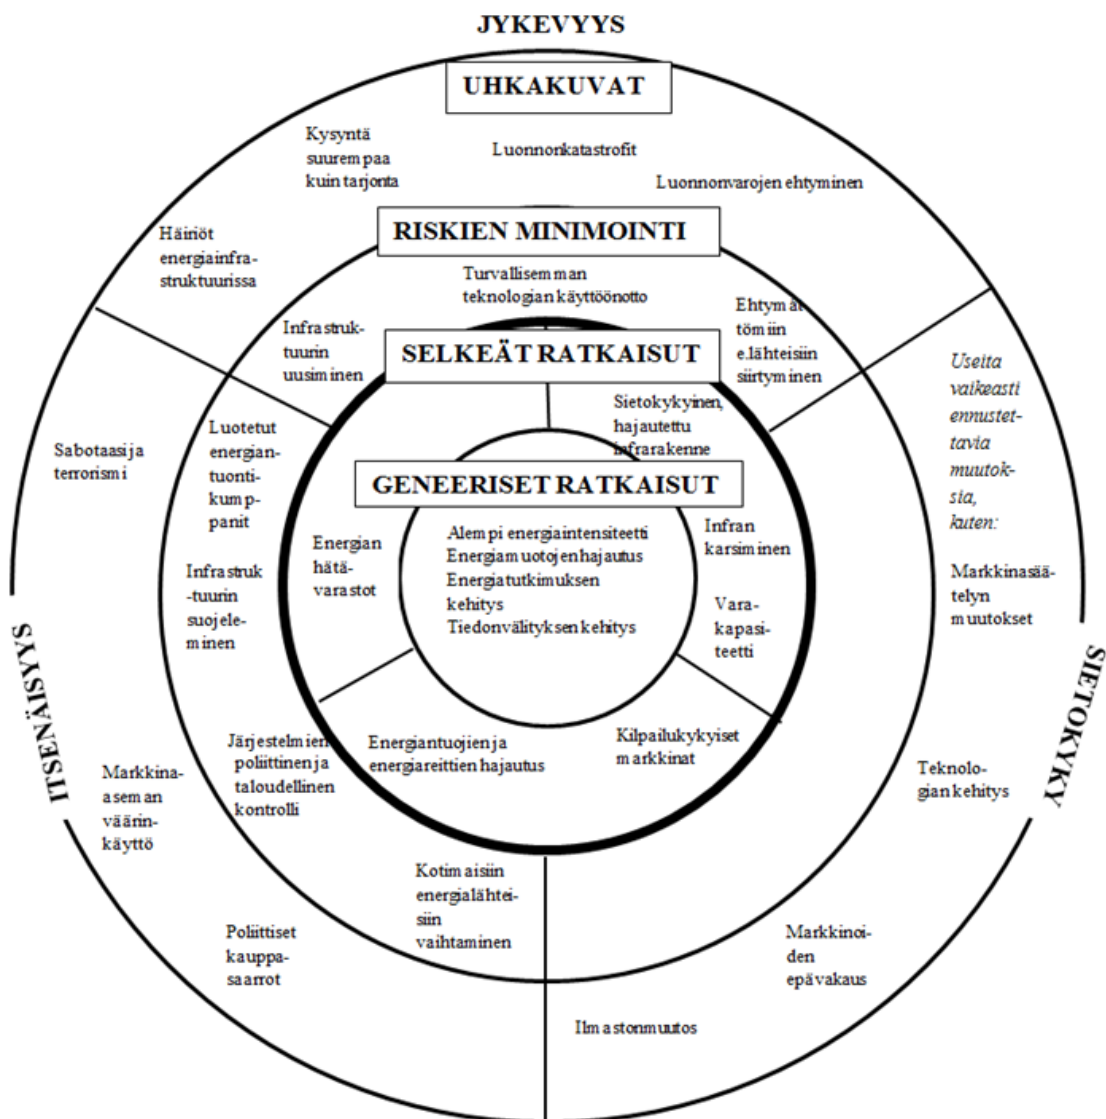 JYKEVYYS
UHKAKUVAT
Kysyntä
suurempaa
kuin tarjonta
Luonnonkatastrofit
Luonnonvarojen ehtyminen
Häiriöt
energiainfra-
struktuurissa
RISKIEN MINIMOINTI
Turvallisemman
teknologian käyttöönotto
Infrastruk-
tuurin
uusiminen
Ehtymät
tömiin
e.lähteisiin
siirtyminen
SELKEÄT RATKAISUT
Useita
vaikeasti
ennustet-
tavia
muutok-
sia,
kuten:
Sietokykyinen,
hajautettu
infrarakenne
Sabotaasi ja
terrorismi
Luotetut
energian-
tuonti-
kump-
panit
GENEERISET RATKAISUT
Alempi energiaintensiteetti
Energiamuotojen hajautus
Energiatutkimuksen
kehitys
Tiedonvälityksen kehitys
Infran
karsiminen
Energian
hätä-
varastot
Infrastruk
-tuurin
suojele-
minen
Vara-
kapasi-
teetti
Markkinasää-
telyn
muutokset
ITSENÄISYYS
SIETOKYKY
Järjestelmien
poliittinen ja
taloudellinen
kontrolli
Energiantuojien ja
energiareittien hajautus
Kilpailukykyiset
markkinat
Markkina-
aseman
väärin-
käyttö
Teknolo-
gian kehitys
Kotimaisiin
energialähtei-
siin
vaihtaminen
Poliittiset
kauppa-
saarrot
Markkinoi-
den
epävakaus
Ilmastonmuutos